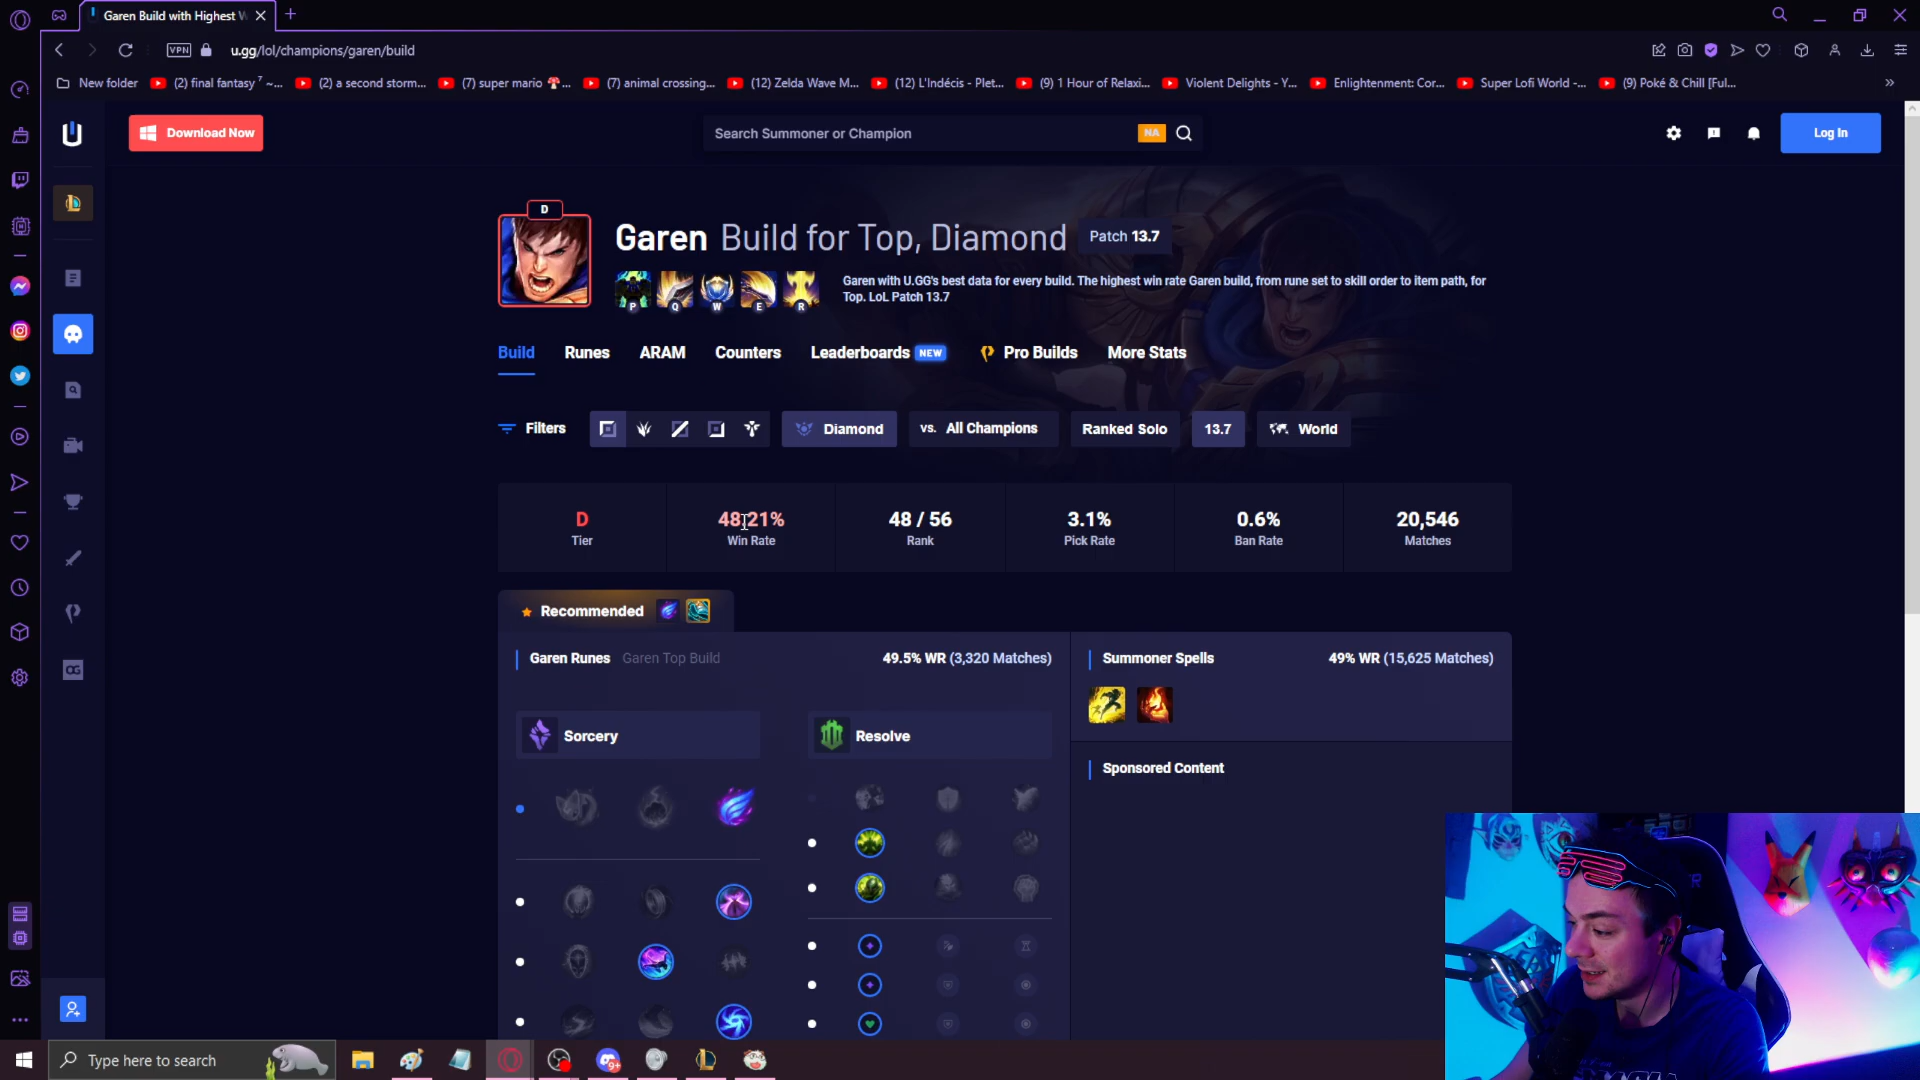 Garen Build with Highest W
VPN
u.gg/lol/champions/garen/build
New folder
(2) final fantasy ⁷ ~...
(2) a second storm...
(7) super mario 🍄...
(7) animal crossing...
(12) Zelda Wave M...
(12) L'Indécis - Plet...
(9) 1 Hour of Relaxi...
Violent Delights - Y...
Enlightenment: Cor...
Super Lofi World -...
(9) Poké & Chill [Ful...
Download Now
Search Summoner or Champion
NA
Log In
D
Garen Build for Top, Diamond
Patch 13.7
P Q W E R
Garen with U.GG's best data for every build. The highest win rate Garen build, from rune set to skill order to item path, for
Top. LoL Patch 13.7
Build Runes ARAM Counters Leaderboards NEW Pro Builds More Stats
Filters
Diamond
vs. All Champions
Ranked Solo
13.7
World
D
Tier
48.21%
Win Rate
48 / 56
Rank
3.1%
Pick Rate
0.6%
Ban Rate
20,546
Matches
Recommended
Garen Runes Garen Top Build 49.5% WR (3,320 Matches)
Summoner Spells 49% WR (15,625 Matches)
Sorcery
Resolve
Sponsored Content
OG
Type here to search
9+